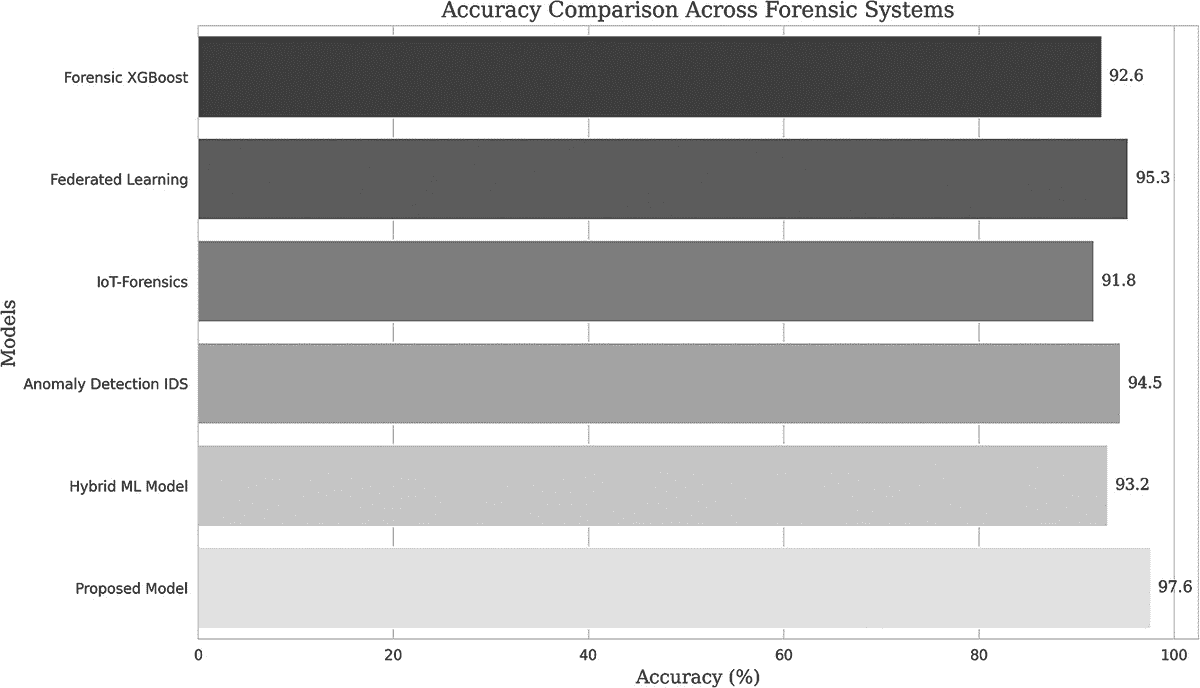 Accuracy Comparison Across Forensic Systems
Models
Forensic XGBoost
92.6
Federated Learning
95.3
IoT-Forensics
91.8
Anomaly Detection IDS
94.5
Hybrid ML Model
93.2
Proposed Model
97.6
0 20 40 60 80 100
Accuracy (%)